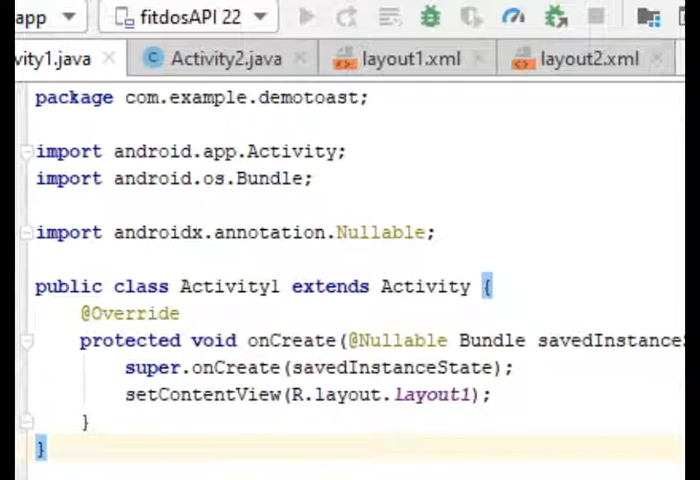 app fitdosAPI 22
vity1.java Activity2.java layout1.xml layout2.xml
package com.example.demotoast;
import android.app.Activity;
import android.os.Bundle;
import androidx.annotation.Nullable;
public class Activity1 extends Activity {
@Override
protected void onCreate(@Nullable Bundle savedInstanceS
super.onCreate(savedInstanceState);
setContentView(R.layout.Layout1);
}
}